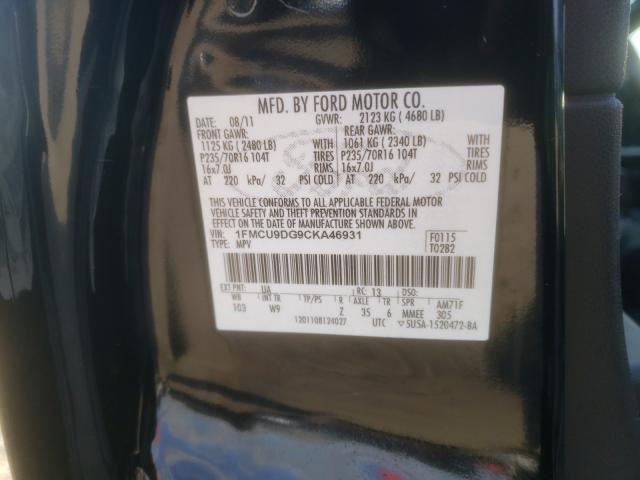 MFD. BY FORD MOTOR CO.
DATE: 08/11 GVWR: 2123 KG ( 4680 LB)
FRONT GAWR: REAR GAWR:
1125 KG ( 2480 LB) WITH 1061 KG ( 2340 LB) WITH
P235/70R16 104T TIRES P235/70R16 104T TIRES
16x7.0J RIMS 16x7.0J RIMS
AT 220 kPa/ 32 PSI COLD AT 220 kPa/ 32 PSI COLD
THIS VEHICLE CONFORMS TO ALL APPLICABLE FEDERAL MOTOR
VEHICLE SAFETY AND THEFT PREVENTION STANDARDS IN
EFFECT ON THE DATE OF MANUFACTURE SHOWN ABOVE.
VIN: 1FMCU9DG9CKA46931 F0115
TYPE: MPV T0282
EXT PNT: UA RC: 13 DSO:
WB INT TR TP/PS R AXLE TR SPR AM71F
103 W9 Z 35 6 MMEE 305
1201108124027 UTC 5U5A-1520472-BA